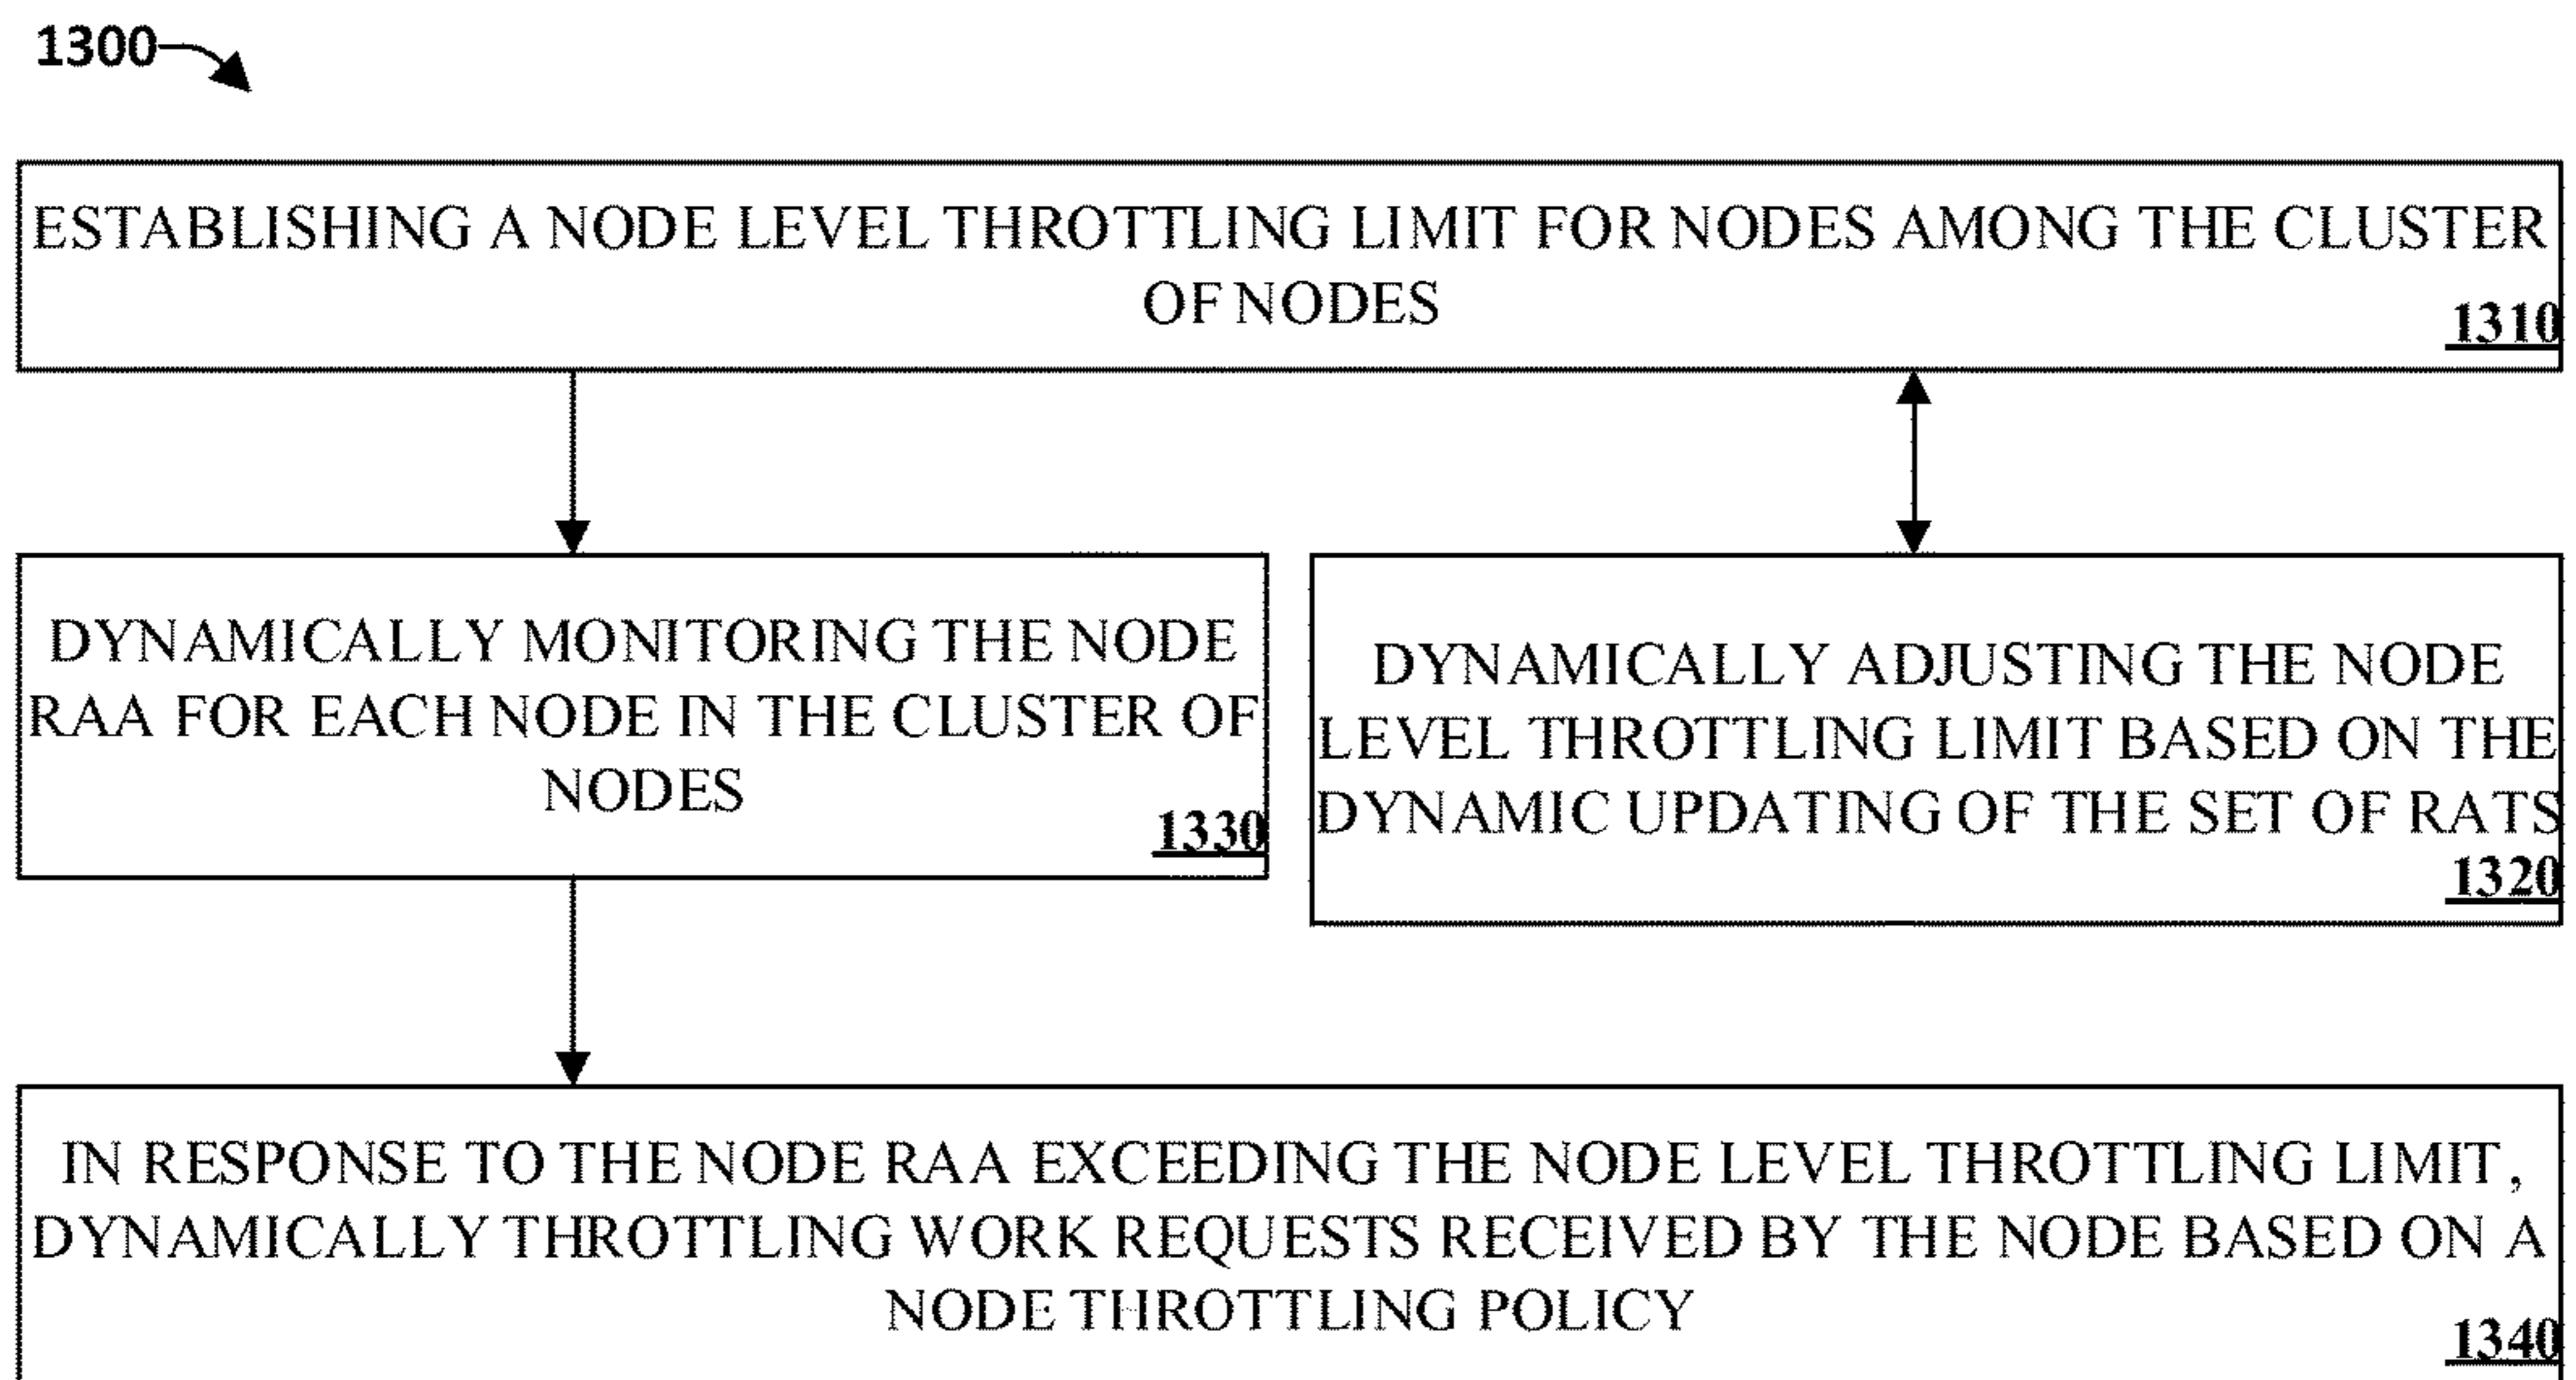 1300
ESTABLISHING A NODE LEVEL THROTTLING LIMIT FOR NODES AMONG THE CLUSTER
OF NODES
1310
DYNAMICALLY MONITORING THE NODE
RAA FOR EACH NODE IN THE CLUSTER OF
NODES
1330
DYNAMICALLY ADJUSTING THE NODE
LEVEL THROTTLING LIMIT BASED ON THE
DYNAMIC UPDATING OF THE SET OF RATS
1320
IN RESPONSE TO THE NODE RAA EXCEEDING THE NODE LEVEL THROTTLING LIMIT,
DYNAMICALLY THROTTLING WORK REQUESTS RECEIVED BY THE NODE BASED ON A
NODE THROTTLING POLICY
1340